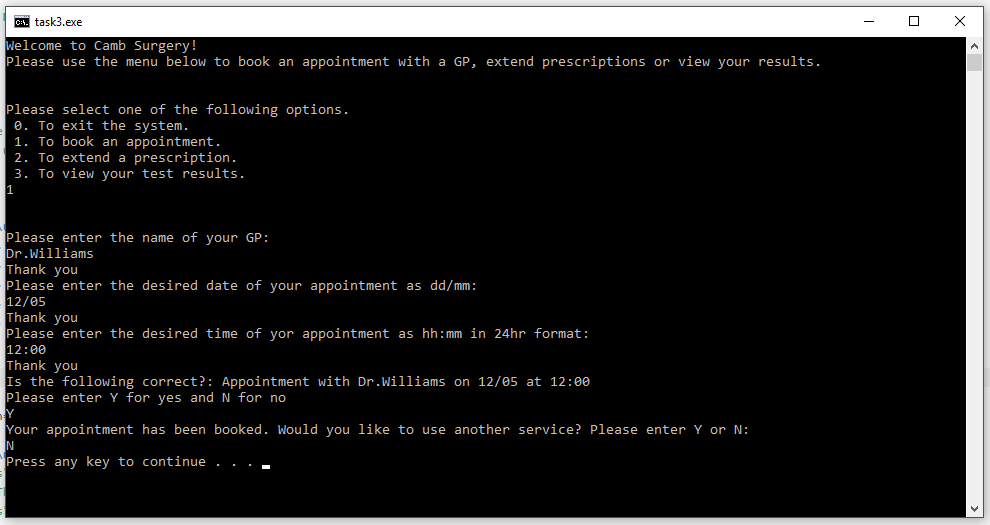 task3.exe
Welcome to Camb Surgery!
Please use the menu below to book an appointment with a GP, extend prescriptions or view your results.
Please select one of the following options.
0. To exit the system.
1. To book an appointment.
2. To extend a prescription.
3. To view your test results.
1
Please enter the name of your GP:
Dr.Williams
Thank you
Please enter the desired date of your appointment as dd/mm:
12/05
Thank you
Please enter the desired time of yor appointment as hh:mm in 24hr format:
12:00
Thank you
Is the following correct?: Appointment with Dr.Williams on 12/05 at 12:00
Please enter Y for yes and N for no
Y
Your appointment has been booked. Would you like to use another service? Please enter Y or N:
N
Press any key to continue . . .